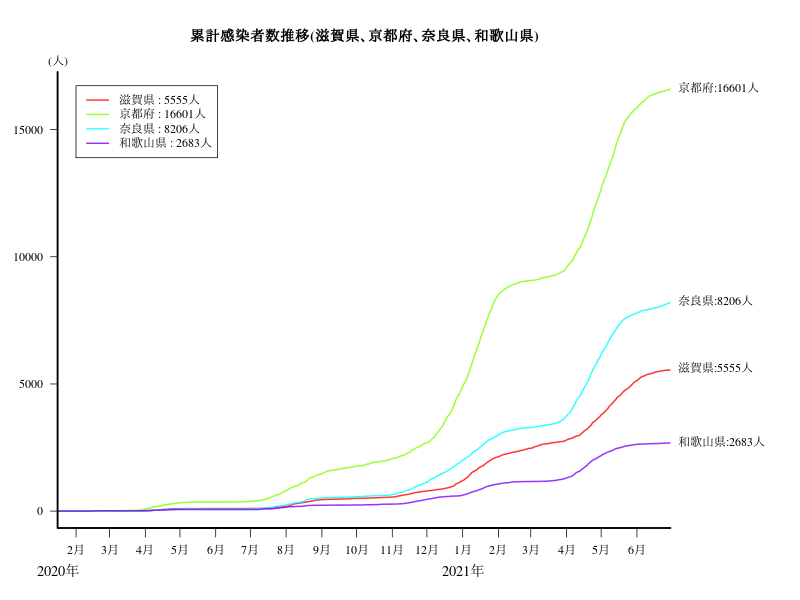 累計感染者数推移(滋賀県、京都府、奈良県、和歌山県)
(人)
滋賀県 : 5555人
京都府 : 16601人
奈良県 : 8206人
和歌山県 : 2683人
京都府:16601人
15000
10000
奈良県:8206人
5000
滋賀県:5555人
和歌山県:2683人
0
2月 3月 4月 5月 6月 7月 8月 9月 10月 11月 12月 1月 2月 3月 4月 5月 6月
2020年 2021年